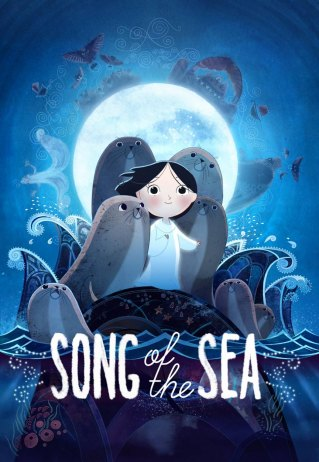 SONG of the SEA